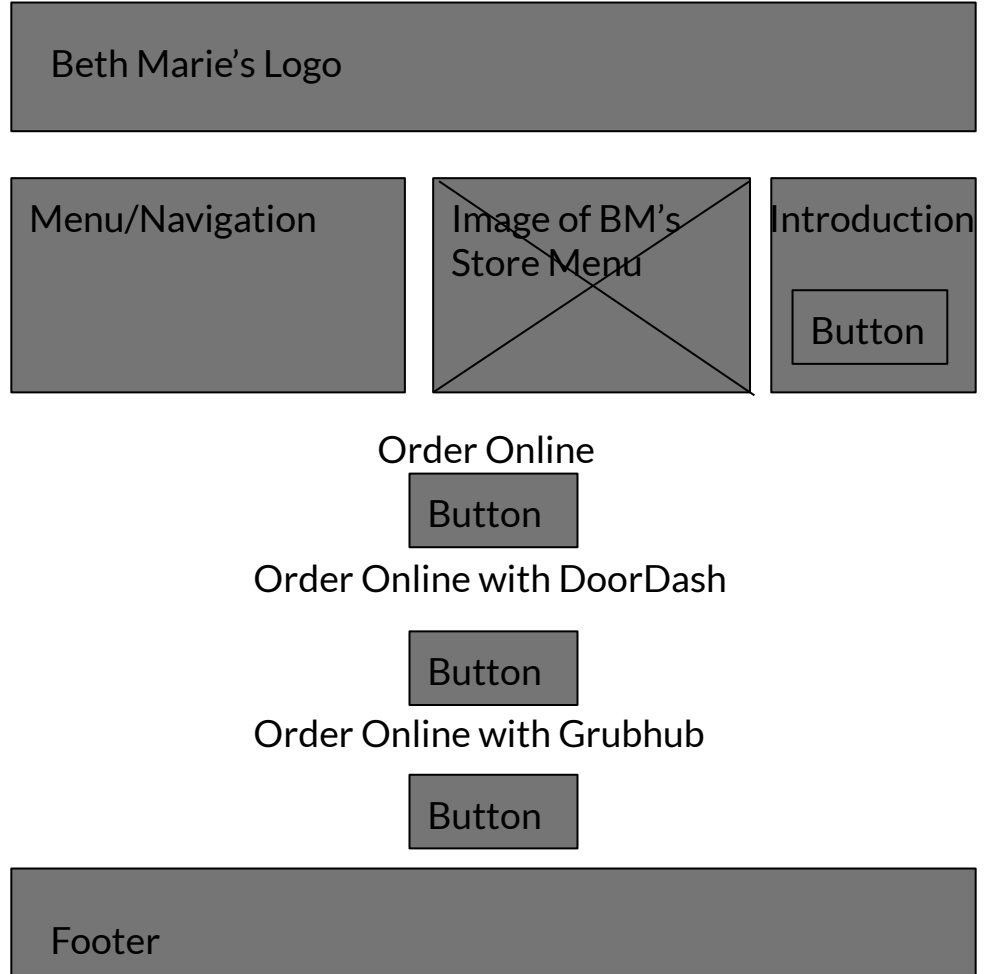 Beth Marie’s Logo
Menu/Navigation
Image of BM’s
Store Menu
Introduction
Button
Order Online
Button
Order Online with DoorDash
Button
Order Online with Grubhub
Button
Footer